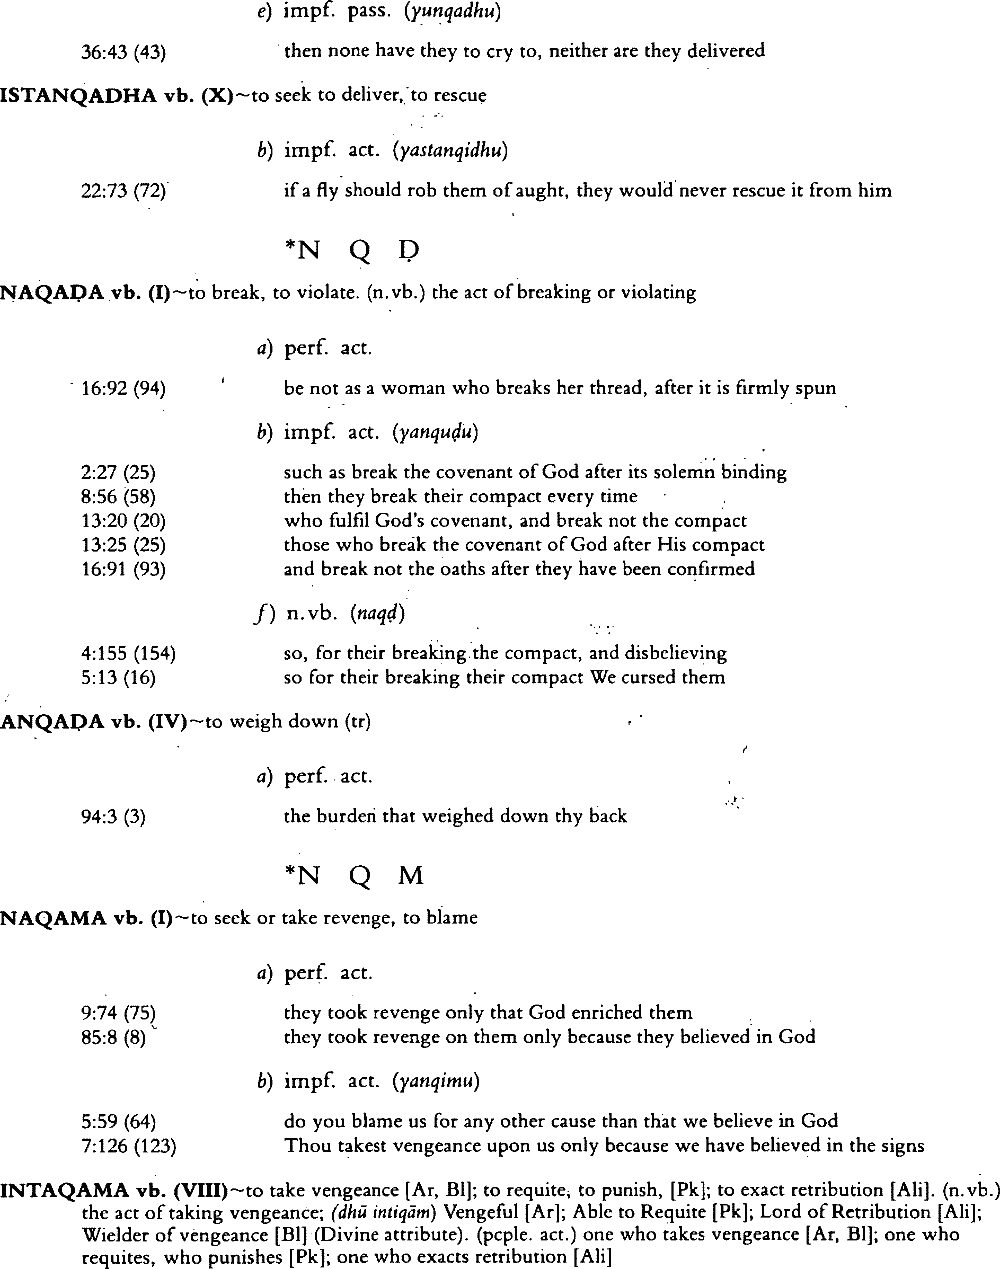 e) impf. pass. (yunqadhu)
36:43 (43) then none have they to cry to, neither are they delivered
ISTANQADHA vb. (X)~to seek to deliver, to rescue
b) impf. act. (yastanqidhu)
22:73 (72) if a fly should rob them of aught, they would never rescue it from him
*N Q Ḍ
NAQAḌA vb. (I)~to break, to violate. (n.vb.) the act of breaking or violating
a) perf. act.
16:92 (94) be not as a woman who breaks her thread, after it is firmly spun
b) impf. act. (yanquḍu)
2:27 (25) such as break the covenant of God after its solemn binding
8:56 (58) then they break their compact every time
13:20 (20) who fulfil God's covenant, and break not the compact
13:25 (25) those who break the covenant of God after His compact
16:91 (93) and break not the oaths after they have been confirmed
f) n.vb. (naqḍ)
4:155 (154) so, for their breaking the compact, and disbelieving
5:13 (16) so for their breaking their compact We cursed them
ANQAḌA vb. (IV)~to weigh down (tr)
a) perf. act.
94:3 (3) the burden that weighed down thy back
*N Q M
NAQAMA vb. (I)~to seek or take revenge, to blame
a) perf. act.
9:74 (75) they took revenge only that God enriched them
85:8 (8) they took revenge on them only because they believed in God
b) impf. act. (yanqimu)
5:59 (64) do you blame us for any other cause than that we believe in God
7:126 (123) Thou takest vengeance upon us only because we have believed in the signs
INTAQAMA vb. (VIII)~to take vengeance [Ar, Bl]; to requite, to punish, [Pk]; to exact retribution [Ali]. (n.vb.)
the act of taking vengeance; (dhū intiqām) Vengeful [Ar]; Able to Requite [Pk]; Lord of Retribution [Ali];
Wielder of vengeance [Bl] (Divine attribute). (pcple. act.) one who takes vengeance [Ar, Bl]; one who
requites, who punishes [Pk]; one who exacts retribution [Ali]